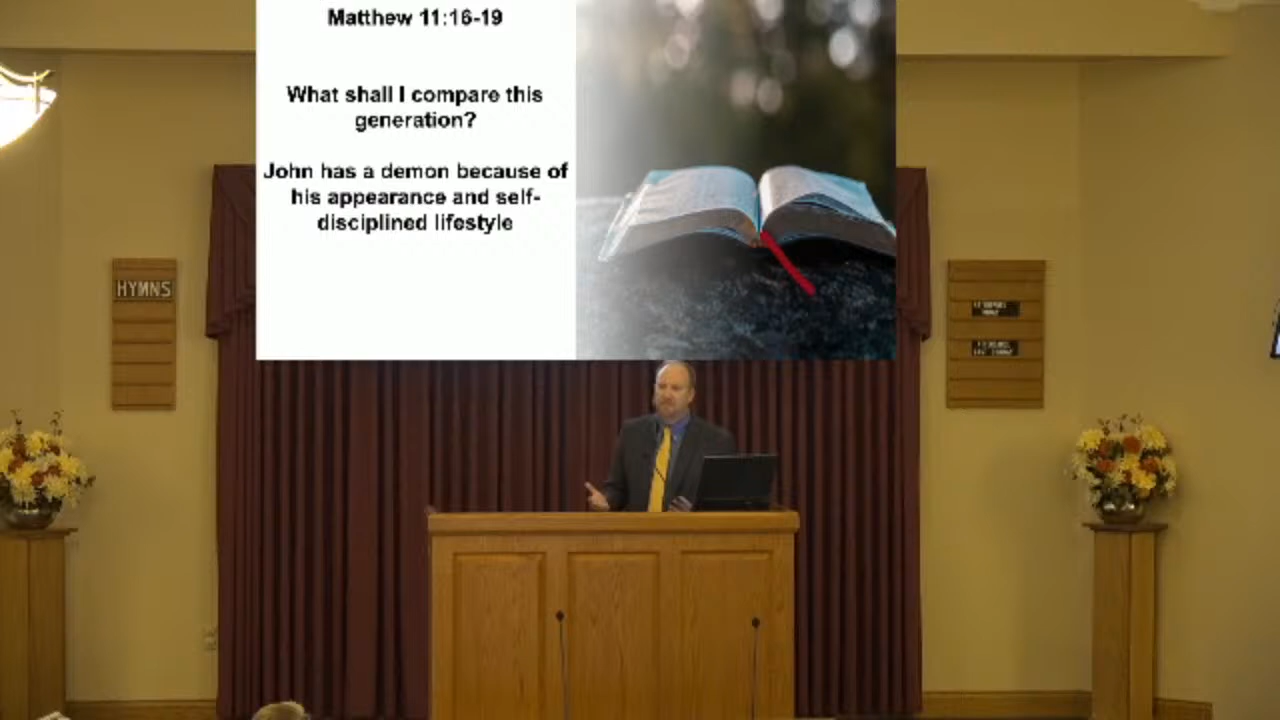 Matthew 11:16-19
What shall I compare this
generation?
John has a demon because of
his appearance and self-
disciplined lifestyle
HYMNS